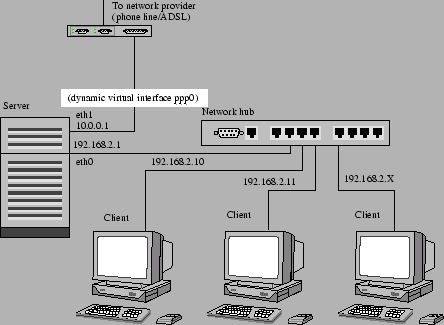 To network provider
(phone line/ADSL)
(dynamic virtual interface ppp0)
Server
eth1
10.0.0.1
Network hub
192.168.2.1
eth0
192.168.2.10
192.168.2.11
192.168.2.X
Client
Client
Client